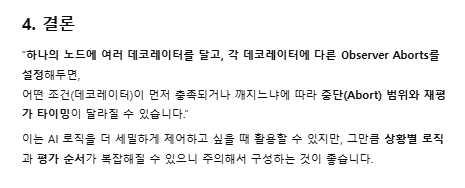 4. 결론
“하나의 노드에 여러 데코레이터를 달고, 각 데코레이터에 다른 Observer Aborts를
설정해두면,
어떤 조건(데코레이터)이 먼저 충족되거나 깨지느냐에 따라 중단(Abort) 범위와 재평
가 타이밍이 달라질 수 있습니다.”
이는 AI 로직을 더 세밀하게 제어하고 싶을 때 활용할 수 있지만, 그만큼 상황별 로직
과 평가 순서가 복잡해질 수 있으니 주의해서 구성하는 것이 좋습니다.